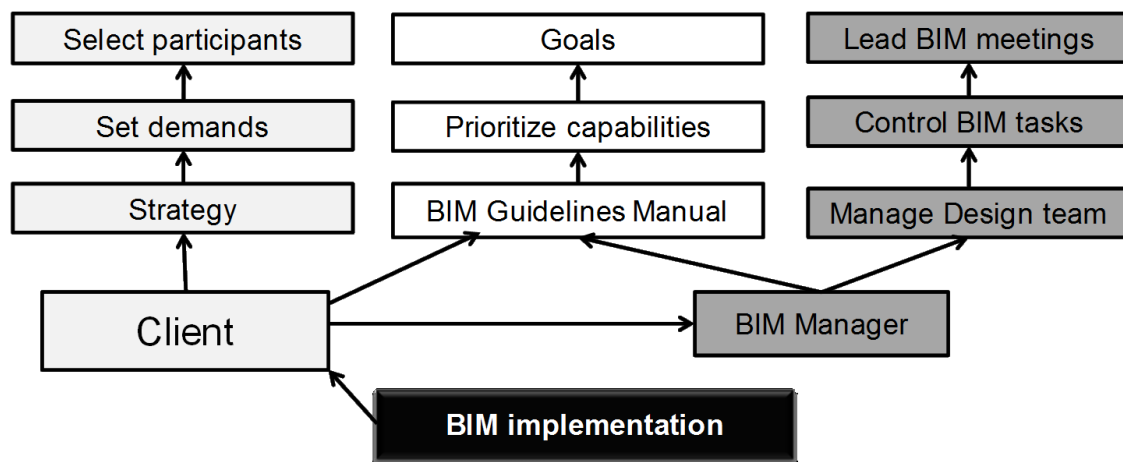 Select participants
Goals
Lead BIM meetings
Set demands
Prioritize capabilities
Control BIM tasks
Strategy
BIM Guidelines Manual
Manage Design team
Client
BIM Manager
BIM implementation